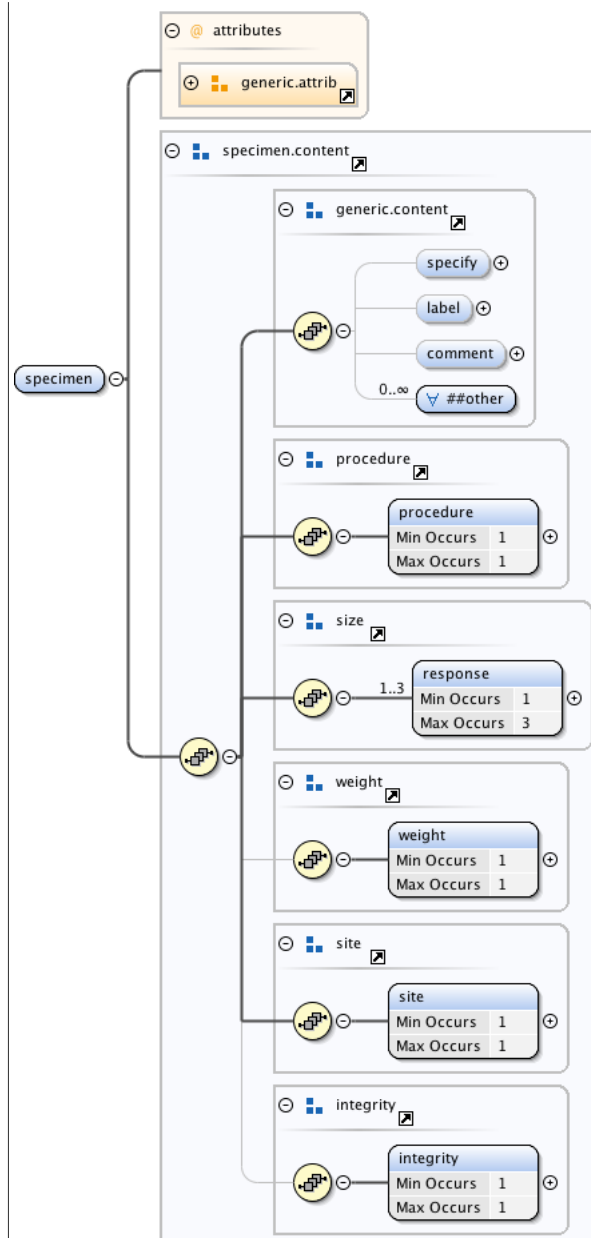 @ attributes
generic.attrib
specimen.content
generic.content
specify
label
comment
0..∞
∀ ##other
specimen
procedure
procedure
Min Occurs 1
Max Occurs 1
size
1..3
response
Min Occurs 1
Max Occurs 3
weight
weight
Min Occurs 1
Max Occurs 1
site
site
Min Occurs 1
Max Occurs 1
integrity
integrity
Min Occurs 1
Max Occurs 1